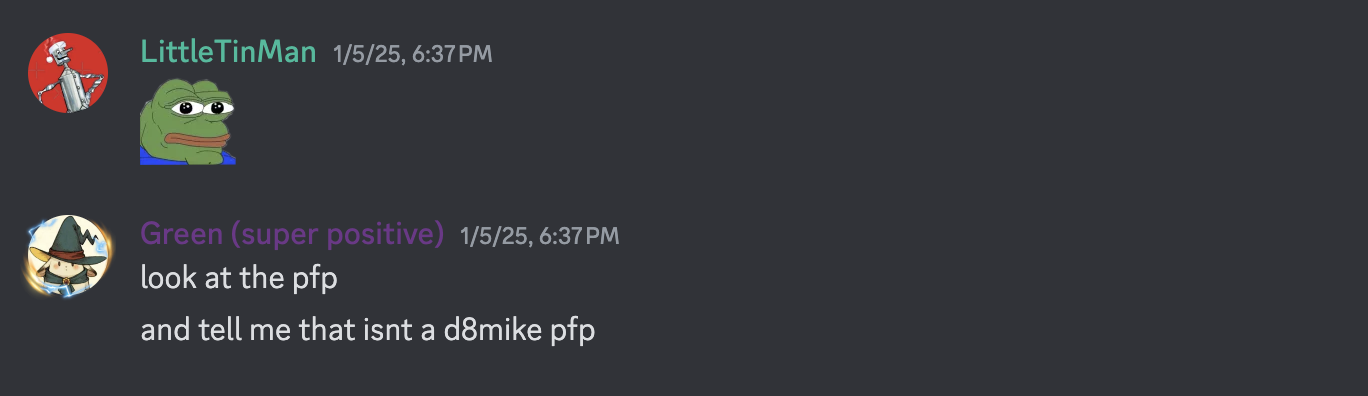 LittleTinMan 1/5/25, 6:37 PM
Green (super positive) 1/5/25, 6:37 PM
look at the pfp
and tell me that isnt a d8mike pfp